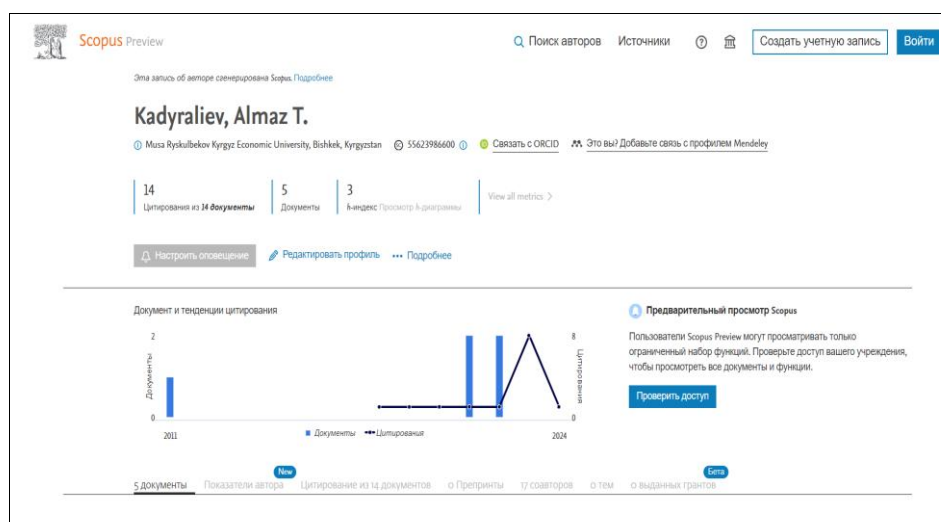 Scopus Preview
Поиск авторов Источники Создать учетную запись Войти
Эта запись об авторе сгенерирована Scopus. Подробнее
Kadyraliev, Almaz T.
Musa Ryskulbekov Kyrgyz Economic University, Bishkek, Kyrgyzstan 55623986600 Связать с ORCID Это вы? Добавьте связь с профилем Mendeley
14 5 3 View all metrics >
Цитирования из 14 документы Документы h-индекс Просмотр h-диаграммы
Настроить оповещение Редактировать профиль ••• Подробнее
Документ и тенденции цитирования
2 8
Документы Цитирования
0 0
2011 2024
Документы Цитирования
Предварительный просмотр Scopus
Пользователи Scopus Preview могут просматривать только
ограниченный набор функций. Проверьте доступ вашего учреждения,
чтобы просмотреть все документы и функции.
Проверить доступ
New Бета
5 документы Показатели автора Цитирование из 14 документов 0 Препринты 17 соавторов 0 тем 0 выданных грантов